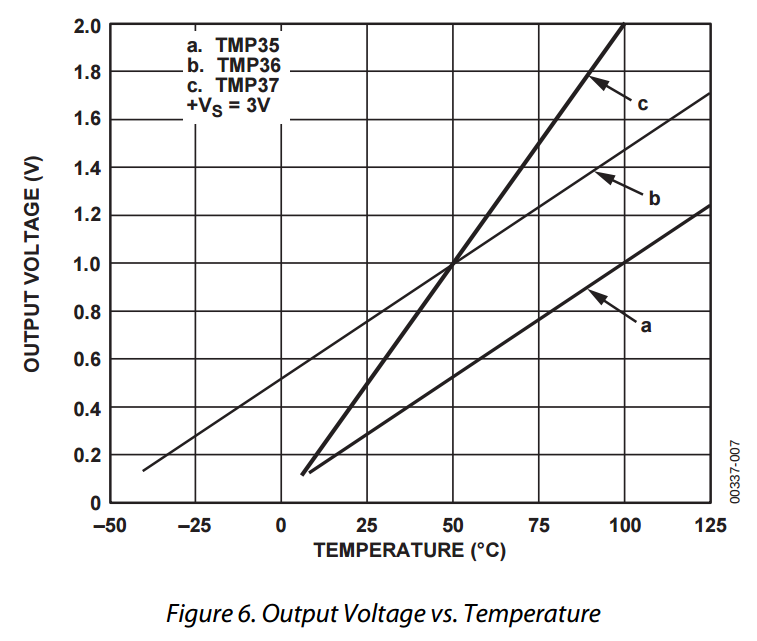 2.0
1.8
1.6
1.4
1.2
1.0
0.8
0.6
0.4
0.2
0
OUTPUT VOLTAGE (V)
a. TMP35
b. TMP36
c. TMP37
+VS = 3V
c
b
a
–50 –25 0 25 50 75 100 125
TEMPERATURE (°C)
00337-007
Figure 6. Output Voltage vs. Temperature